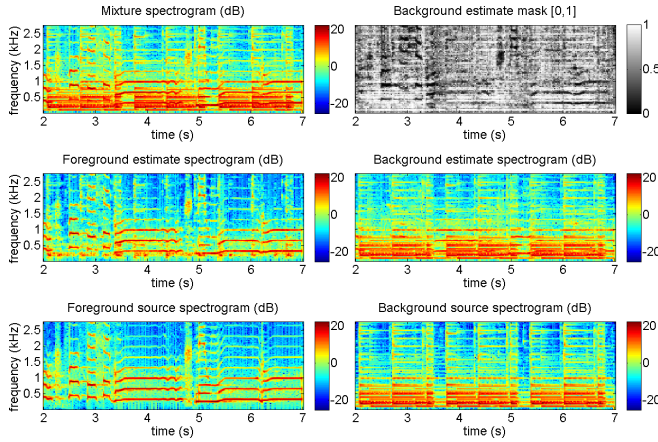 Mixture spectrogram (dB)
Background estimate mask [0,1]
frequency (kHz)
2.5
2
1.5
1
0.5
2 3 4 5 6 7
time (s)
20
0
-20
2 3 4 5 6 7
time (s)
1
0.5
0
Foreground estimate spectrogram (dB)
Background estimate spectrogram (dB)
frequency (kHz)
2.5
2
1.5
1
0.5
2 3 4 5 6 7
time (s)
20
0
-20
2 3 4 5 6 7
time (s)
20
0
-20
Foreground source spectrogram (dB)
Background source spectrogram (dB)
frequency (kHz)
2.5
2
1.5
1
0.5
2 3 4 5 6 7
time (s)
20
0
-20
2 3 4 5 6 7
time (s)
20
0
-20